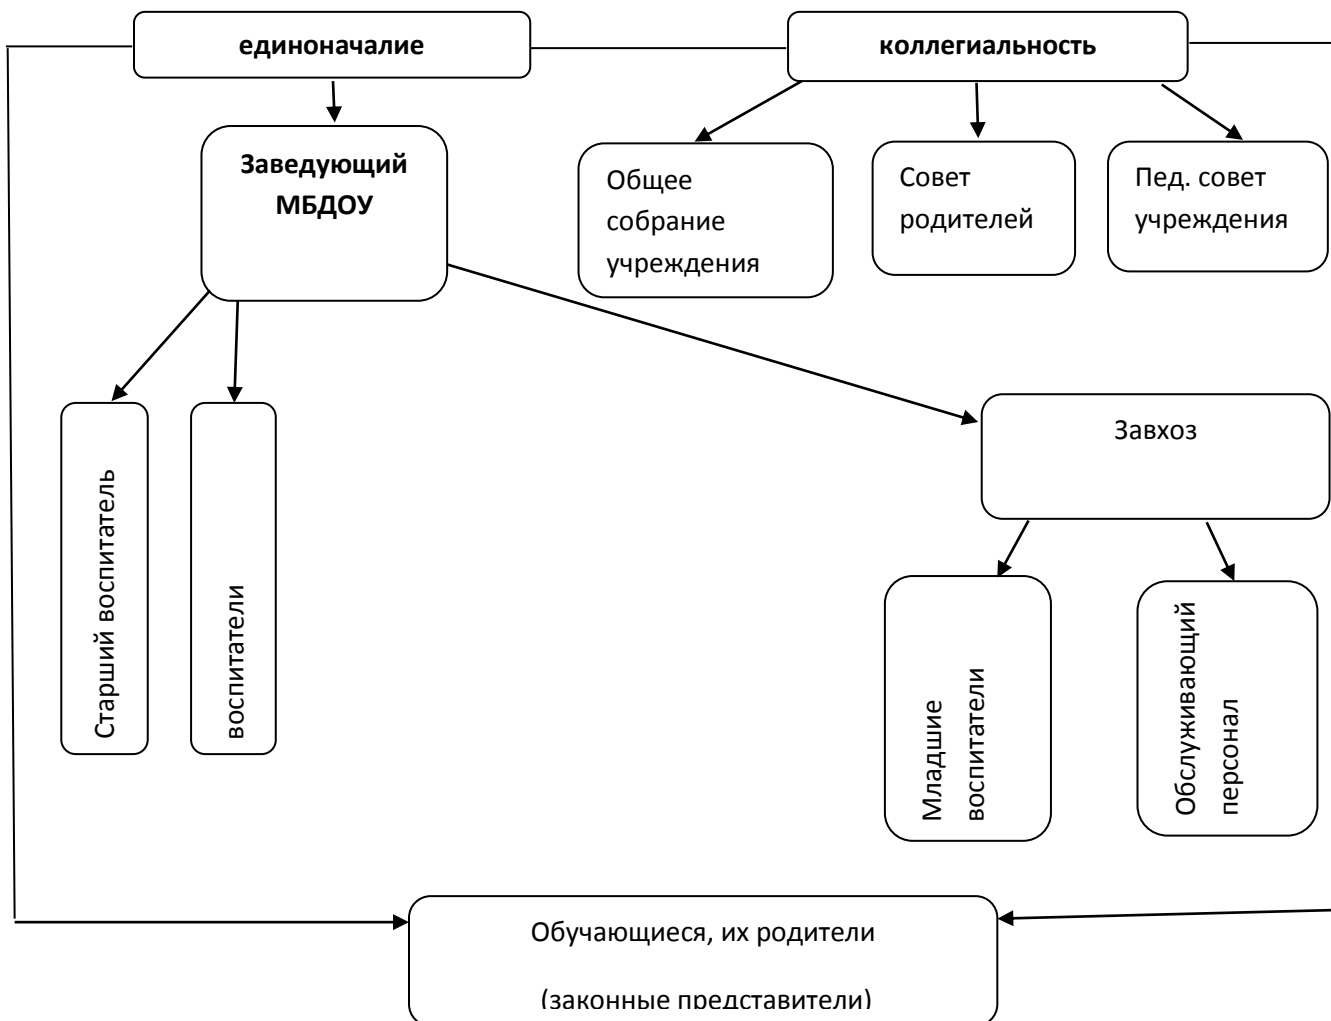 единоначалие
коллегиальность
Заведующий
МБДОУ
Общее
собрание
учреждения
Совет
родителей
Пед. совет
учреждения
Старший воспитатель
воспитатели
Завхоз
Младшие
воспитатели
Обслуживающий
персонал
Обучающиеся, их родители
(законные представители)